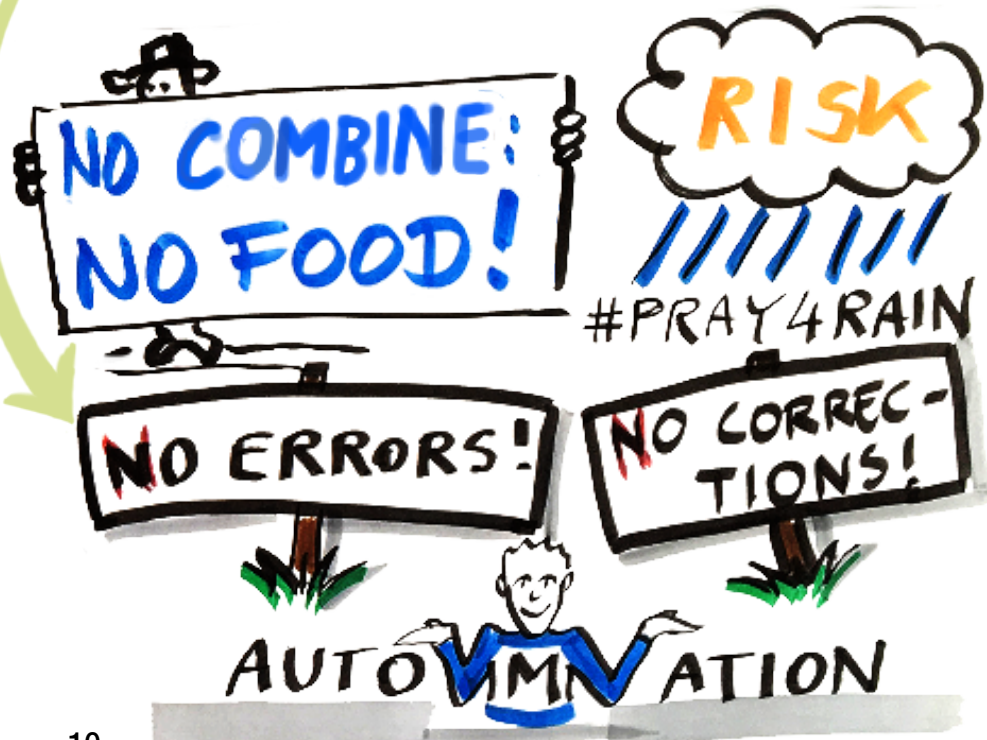 NO COMBINE:
NO FOOD!
RISK
#PRAY4RAIN
NO ERRORS!
NO CORREC-
TIONS!
AUTOMATION